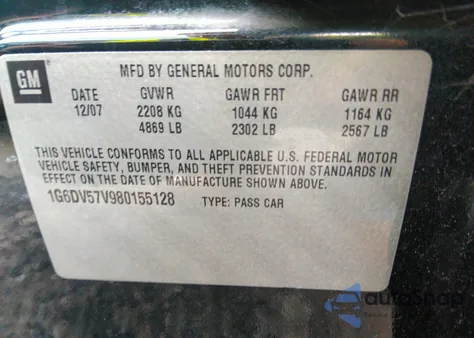 GM
MFD BY GENERAL MOTORS CORP.
DATE GVWR GAWR FRT GAWR RR
12/07 2208 KG 1044 KG 1164 KG
4869 LB 2302 LB 2567 LB
THIS VEHICLE CONFORMS TO ALL APPLICABLE U.S. FEDERAL MOTOR
VEHICLE SAFETY, BUMPER, AND THEFT PREVENTION STANDARDS IN
EFFECT ON THE DATE OF MANUFACTURE SHOWN ABOVE.
1G6DV57V980155128 TYPE: PASS CAR
autoSnap